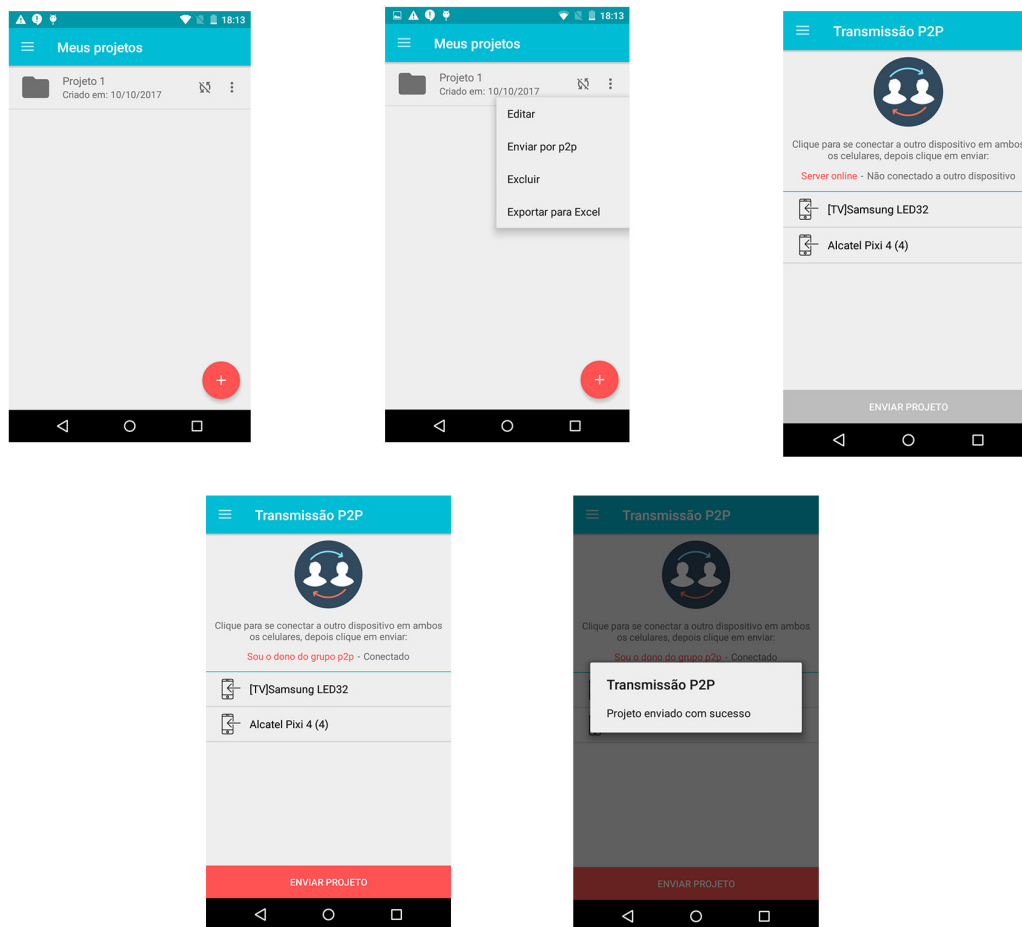 18:13
Meus projetos
Projeto 1
Criado em: 10/10/2017
+
18:13
Meus projetos
Projeto 1
Criado em: 10/10/2017
Editar
Enviar por p2p
Excluir
Exportar para Excel
+
Transmissão P2P
Clique para se conectar a outro dispositivo em ambos
os celulares, depois clique em enviar:
Server online - Não conectado a outro dispositivo
[TV]Samsung LED32
Alcatel Pixi 4 (4)
ENVIAR PROJETO
Transmissão P2P
Clique para se conectar a outro dispositivo em ambos
os celulares, depois clique em enviar:
Sou o dono do grupo p2p - Conectado
[TV]Samsung LED32
Alcatel Pixi 4 (4)
ENVIAR PROJETO
Transmissão P2P
Clique para se conectar a outro dispositivo em ambos
os celulares, depois clique em enviar:
Sou o dono do grupo p2p - Conectado
Transmissão P2P
Projeto enviado com sucesso
ENVIAR PROJETO